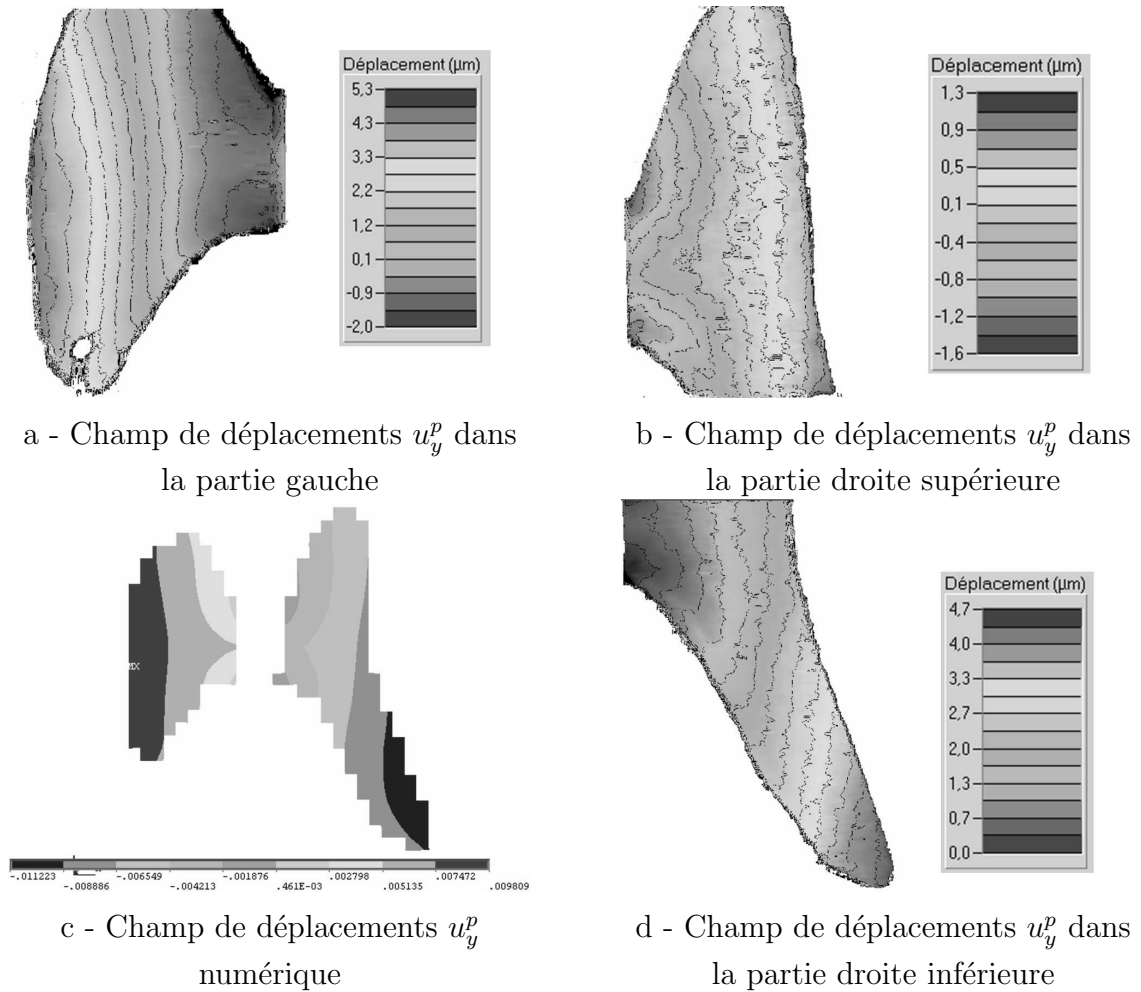 Déplacement (µm)
5,3
4,3
3,3
2,2
1,2
0,1
-0,9
-2,0
Déplacement (µm)
1,3
0,9
0,5
0,1
-0,4
-0,8
-1,2
-1,6
a - Champ de déplacements $u_y^p$ dans
la partie gauche
b - Champ de déplacements $u_y^p$ dans
la partie droite supérieure
MX
-.011223
-.008886
-.006549
-.004213
-.001876
.461E-03
.002798
.005135
.007472
.009809
c - Champ de déplacements $u_y^p$
numérique
Déplacement (µm)
4,7
4,0
3,3
2,7
2,0
1,3
0,7
0,0
d - Champ de déplacements $u_y^p$ dans
la partie droite inférieure